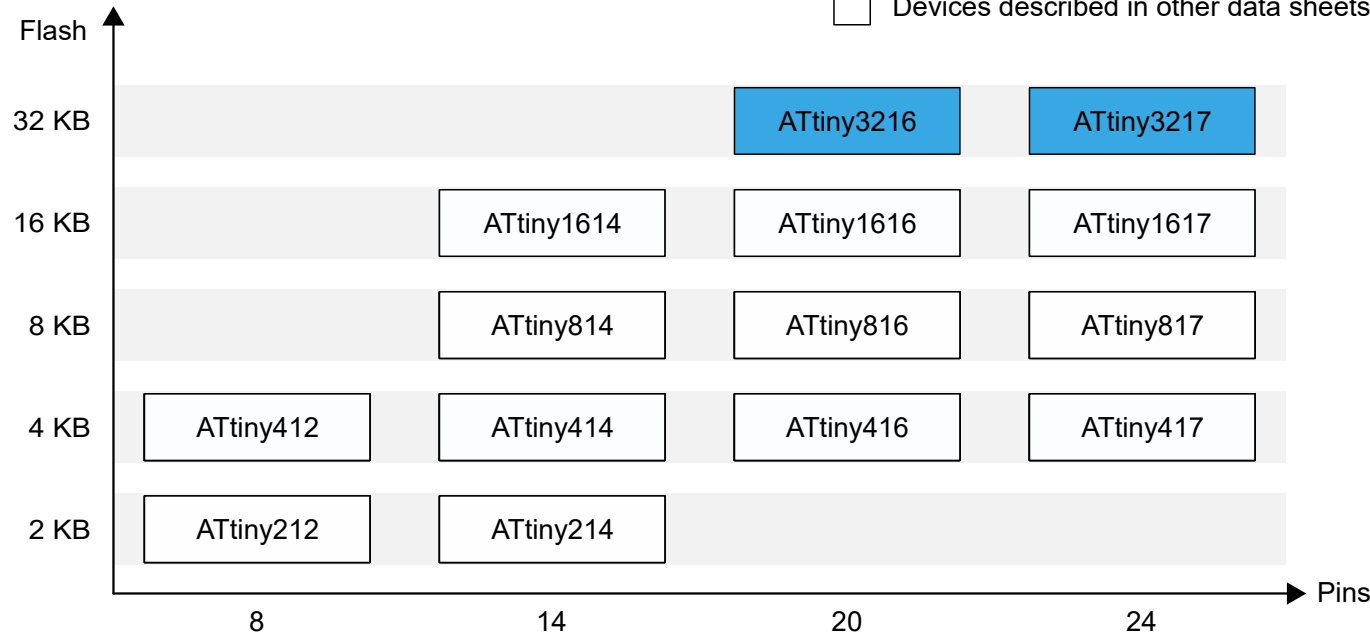 Devices described in other data sheets
Flash
32 KB ATtiny3216 ATtiny3217
16 KB ATtiny1614 ATtiny1616 ATtiny1617
8 KB ATtiny814 ATtiny816 ATtiny817
4 KB ATtiny412 ATtiny414 ATtiny416 ATtiny417
2 KB ATtiny212 ATtiny214
Pins
8 14 20 24